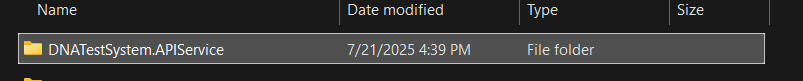 Name Date modified Type Size
DNATestSystem.APIService 7/21/2025 4:39 PM File folder